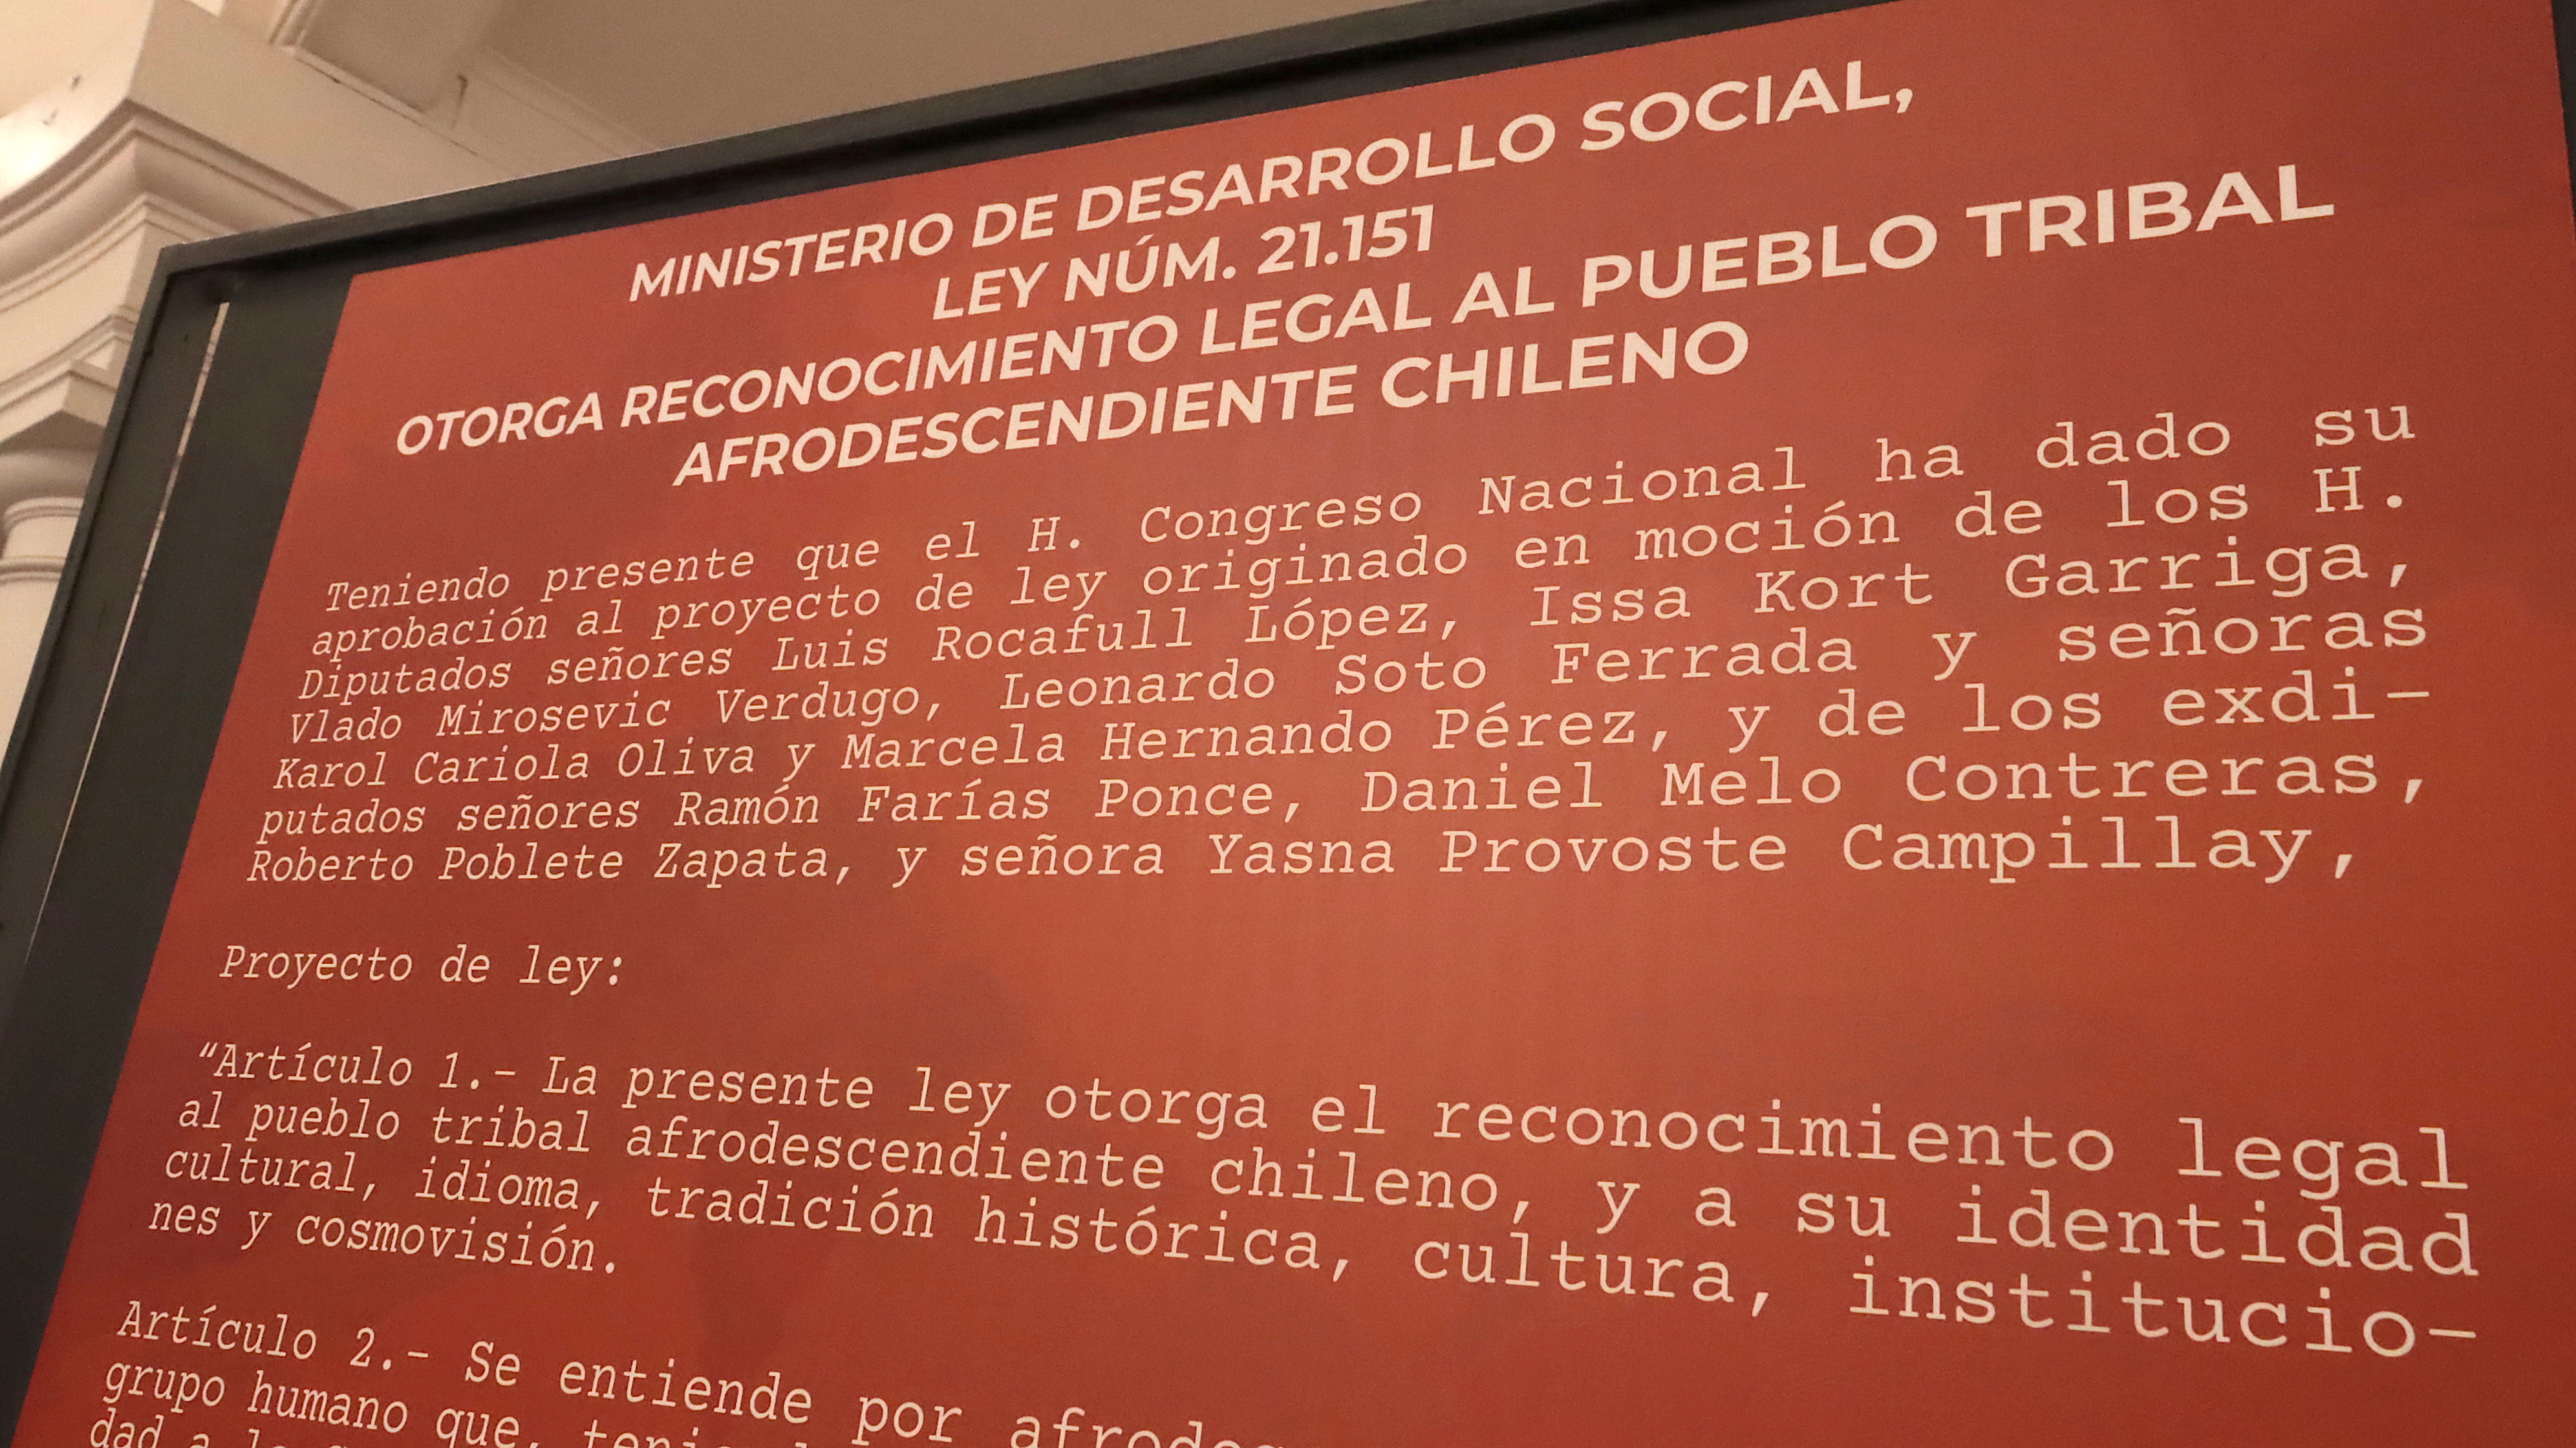 MINISTERIO DE DESARROLLO SOCIAL,
LEY NÚM. 21.151
OTORGA RECONOCIMIENTO LEGAL AL PUEBLO TRIBAL
AFRODESCENDIENTE CHILENO
Teniendo presente que el H. Congreso Nacional ha dado su
aprobación al proyecto de ley originado en moción de los H.
Diputados señores Luis Rocafull López, Issa Kort Garriga,
Vlado Mirosevic Verdugo, Leonardo Soto Ferrada y señoras
Karol Cariola Oliva y Marcela Hernando Pérez, y de los exdi-
putados señores Ramón Farías Ponce, Daniel Melo Contreras,
Roberto Poblete Zapata, y señora Yasna Provoste Campillay,
Proyecto de ley:
“Artículo 1.- La presente ley otorga el reconocimiento legal
al pueblo tribal afrodescendiente chileno, y a su identidad
cultural, idioma, tradición histórica, cultura, institucio-
nes y cosmovisión.
Artículo 2.- Se entiende por
grupo humano que,
dad a